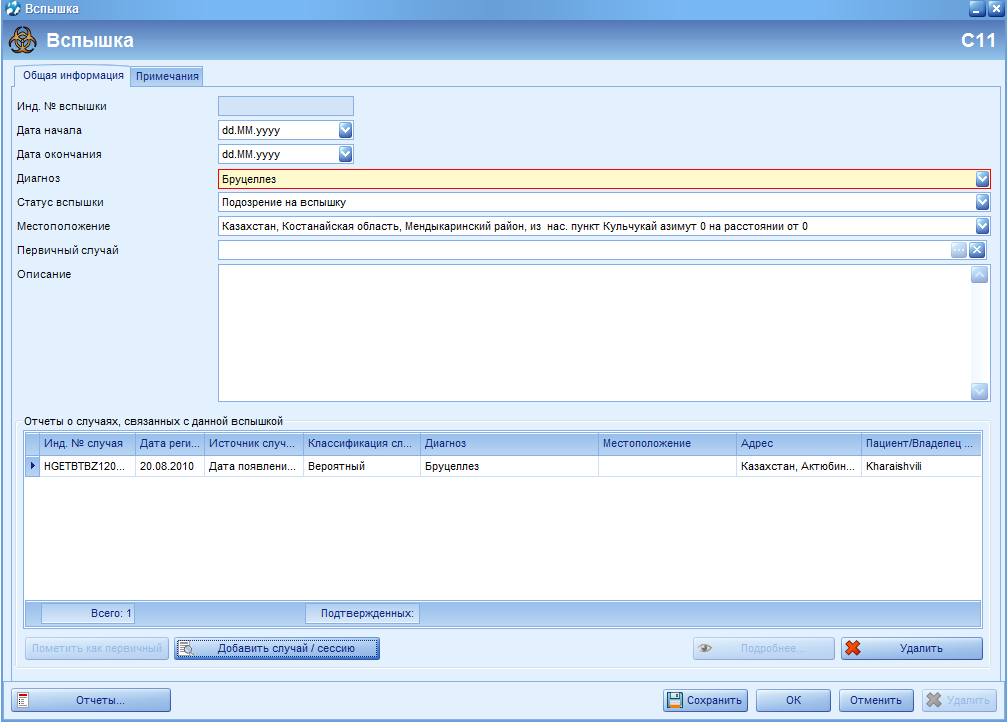 Вспышка
Вспышка C11
Общая информация Примечания
Инд. № вспышки
Дата начала dd.MM.yyyy
Дата окончания dd.MM.yyyy
Диагноз Бруцеллез
Статус вспышки Подозрение на вспышку
Местоположение Казахстан, Костанайская область, Мендыкаринский район, из нас. пункт Кульчукай азимут 0 на расстоянии от 0
Первичный случай ...
Описание
Отчеты о случаях, связанных с данной вспышкой
Инд. № случая Дата реги... Источник случ... Классификация сл... Диагноз Местоположение Адрес Пациент/Владелец ...
HGETBTBZ120... 20.08.2010 Дата появлени... Вероятный Бруцеллез Казахстан, Актюбин... Kharaishvili
Всего: 1 Подтвержденных:
Пометить как первичный Добавить случай / сессию Подробнее... Удалить
Отчеты... Сохранить ОК Отменить Удалить